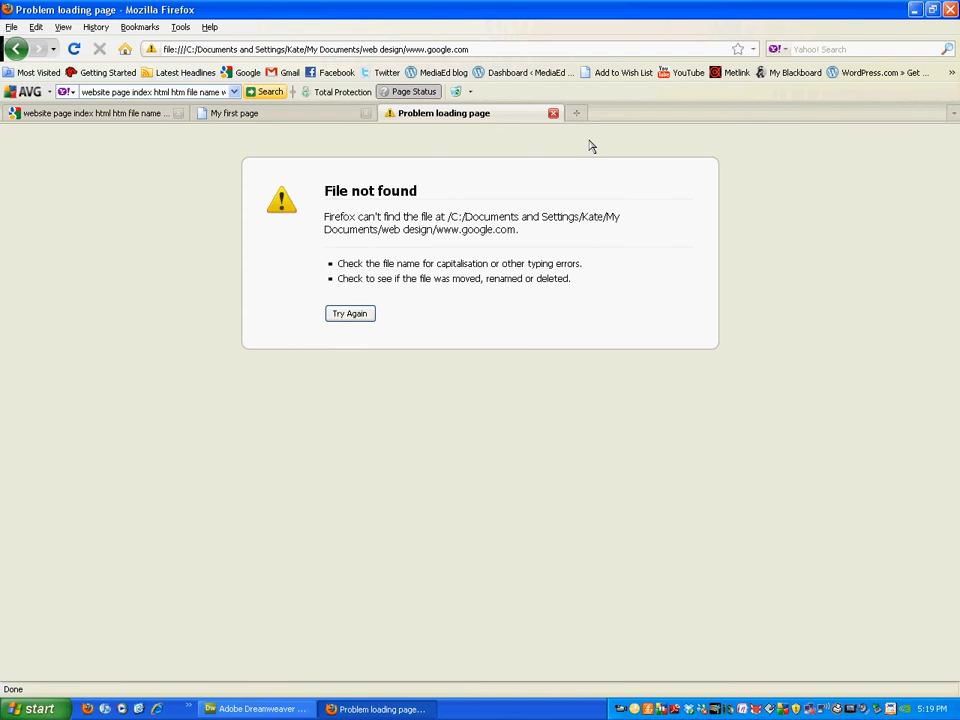 Problem loading page - Mozilla Firefox
File Edit View History Bookmarks Tools Help
file:///C:/Documents and Settings/Kate/My Documents/web design/www.google.com Yahoo! Search
Most Visited Getting Started Latest Headlines Google Gmail Facebook Twitter MediaEd blog Dashboard ‹ MediaEd ... Add to Wish List YouTube Metlink My Blackboard WordPress.com » Get ... »
AVG website page index html htm file name w Search Total Protection Page Status
website page index html htm file name ... My first page Problem loading page
File not found
Firefox can't find the file at /C:/Documents and Settings/Kate/My
Documents/web design/www.google.com.
Check the file name for capitalisation or other typing errors.
Check to see if the file was moved, renamed or deleted.
Try Again
Done
start » Adobe Dreamweaver ... Problem loading page... 5:19 PM